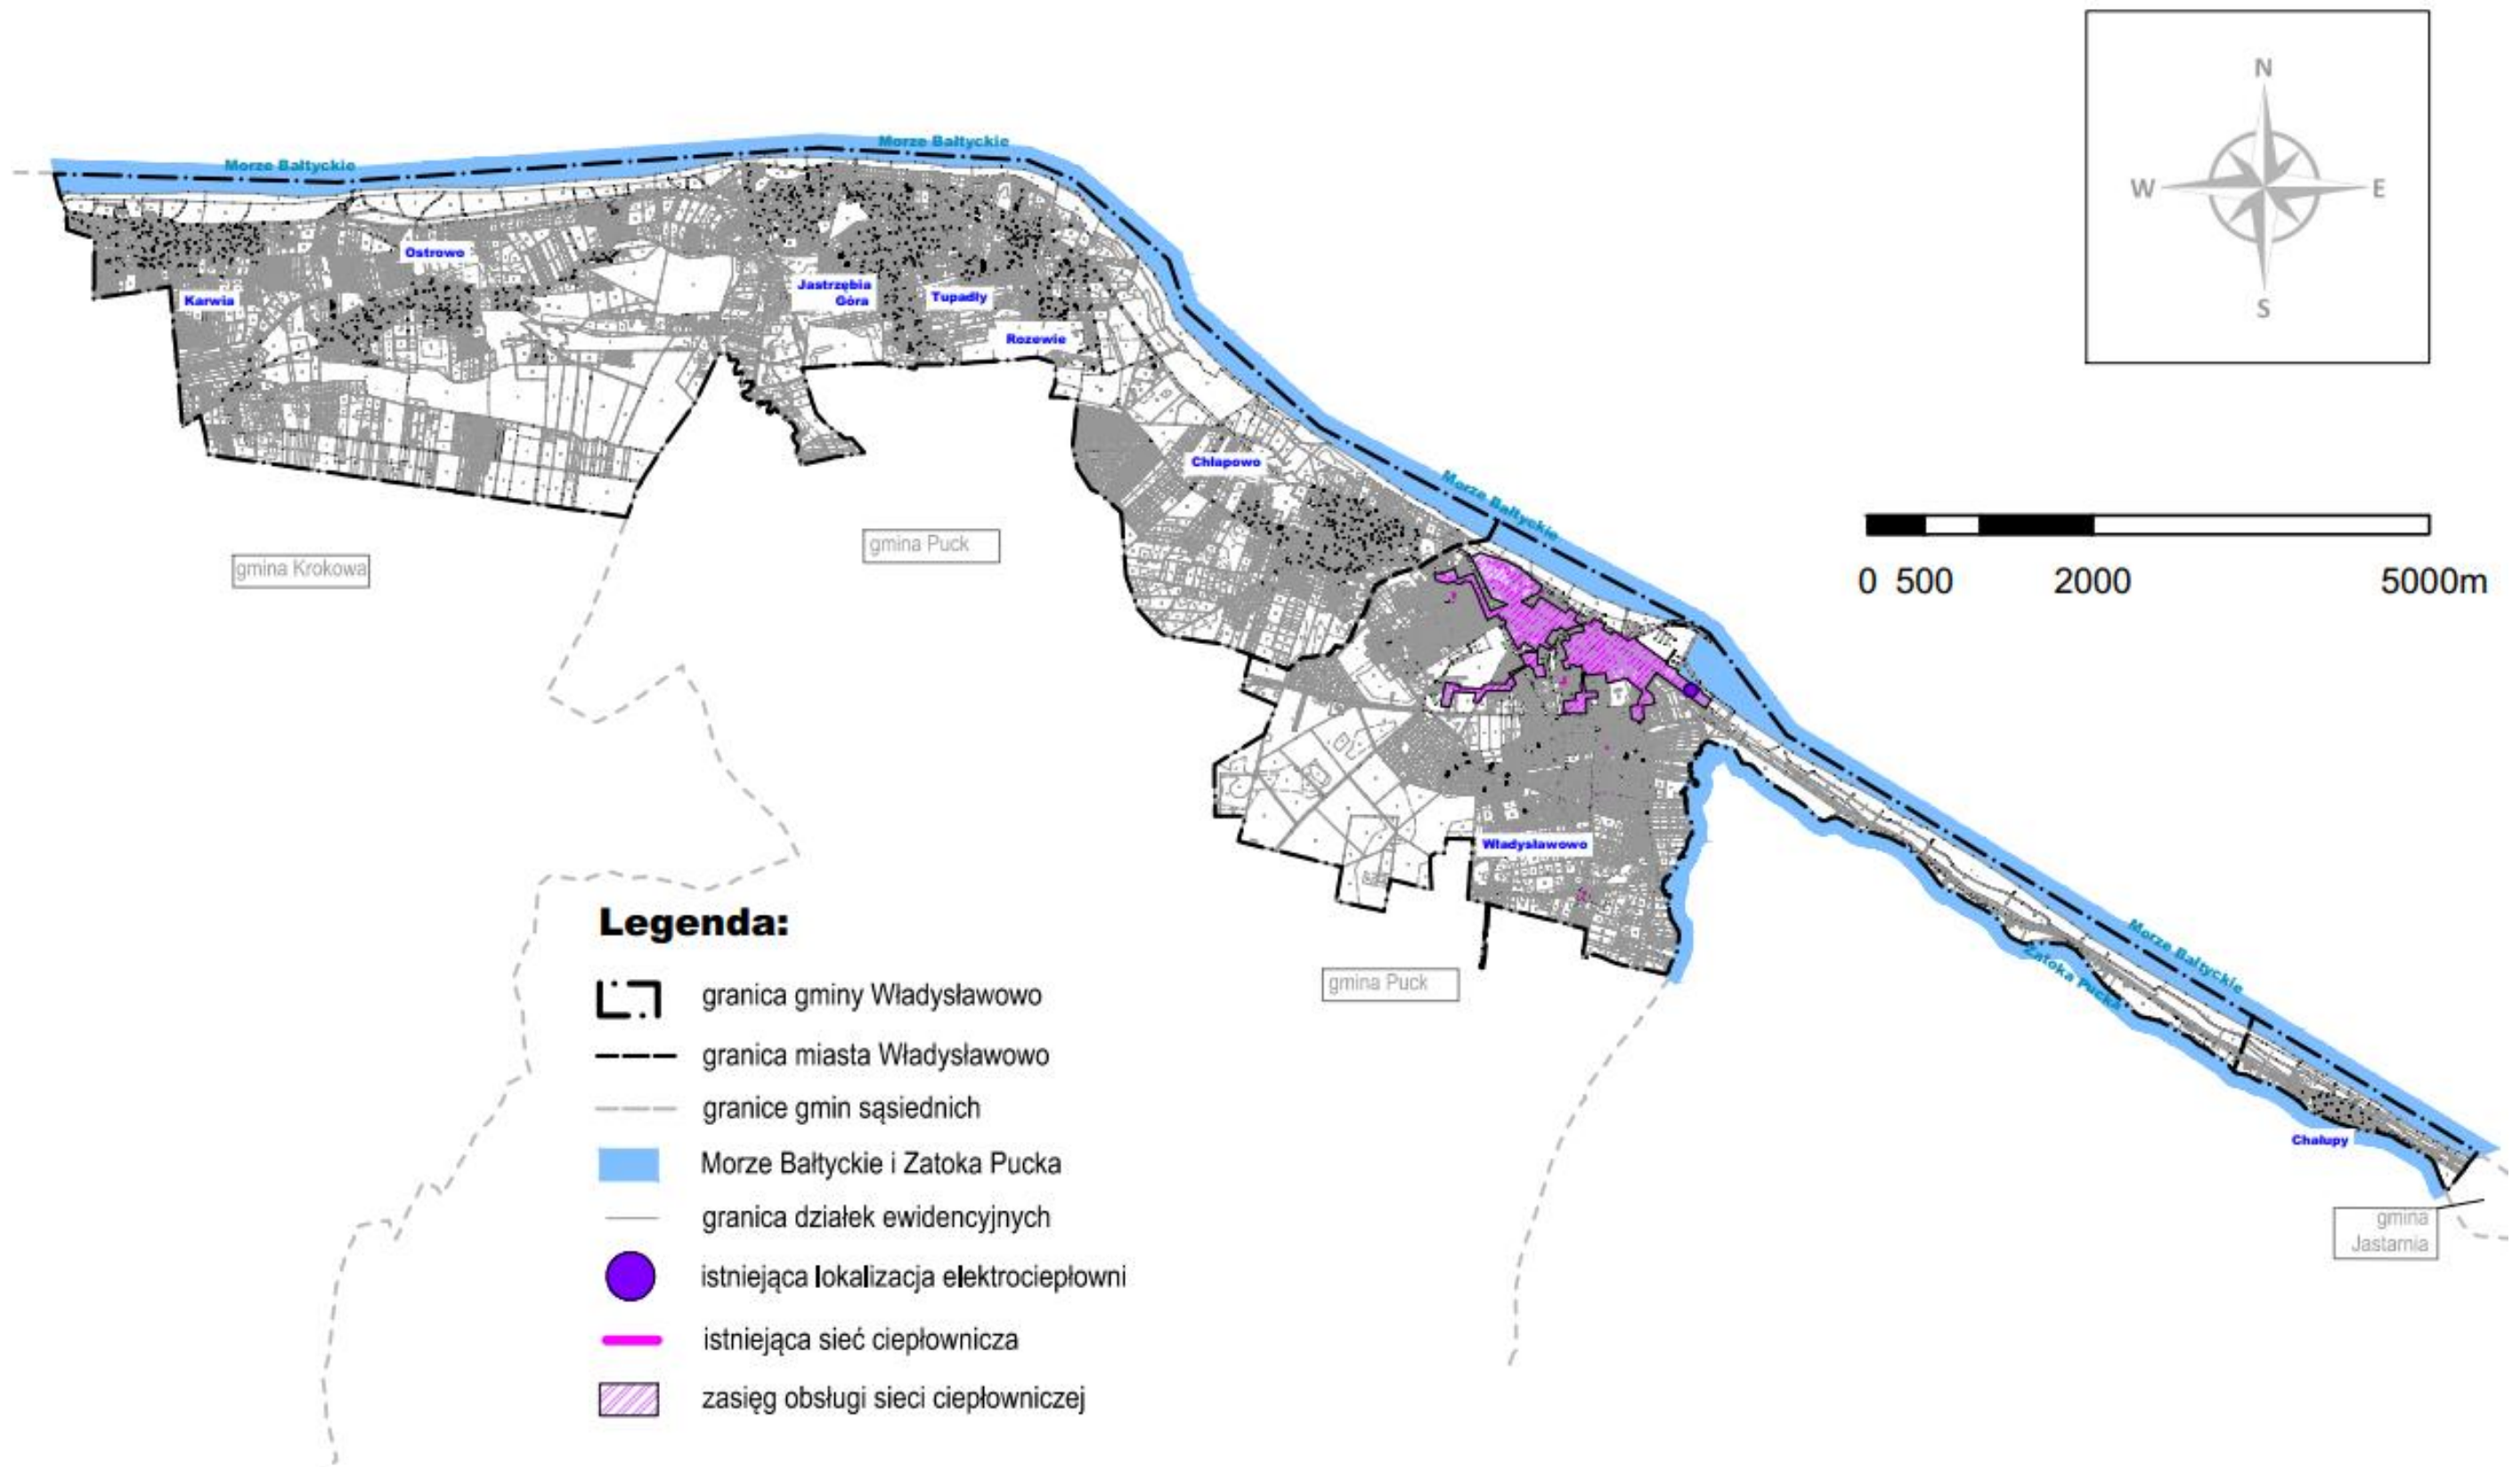 N
W
E
S
Morze Bałtyckie
Morze Bałtyckie
Ostrowo
Karwia
Jastrzębia
Góra
Tupadły
Rozewie
Chłapowo
Morze Bałtyckie
gmina Puck
gmina Krokowa
0 500 2000 5000m
Władysławowo
gmina Puck
Morze Bałtyckie
Zatoka Pucka
Chałupy
gmina
Jastarnia
Legenda:
granica gminy Władysławowo
granica miasta Władysławowo
granice gmin sąsiednich
Morze Bałtyckie i Zatoka Pucka
granica działek ewidencyjnych
istniejąca lokalizacja elektrociepłowni
istniejąca sieć ciepłownicza
zasięg obsługi sieci ciepłowniczej